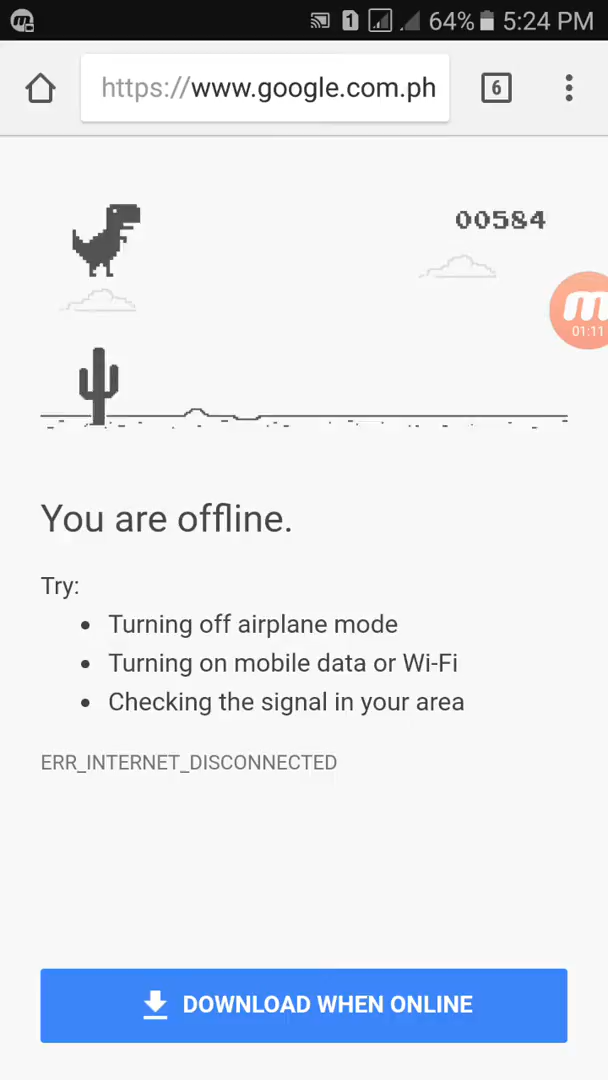 1 64% 5:24 PM
https://www.google.com.ph 6
00584
m
01:11
You are offline.
Try:
• Turning off airplane mode
• Turning on mobile data or Wi-Fi
• Checking the signal in your area
ERR_INTERNET_DISCONNECTED
DOWNLOAD WHEN ONLINE